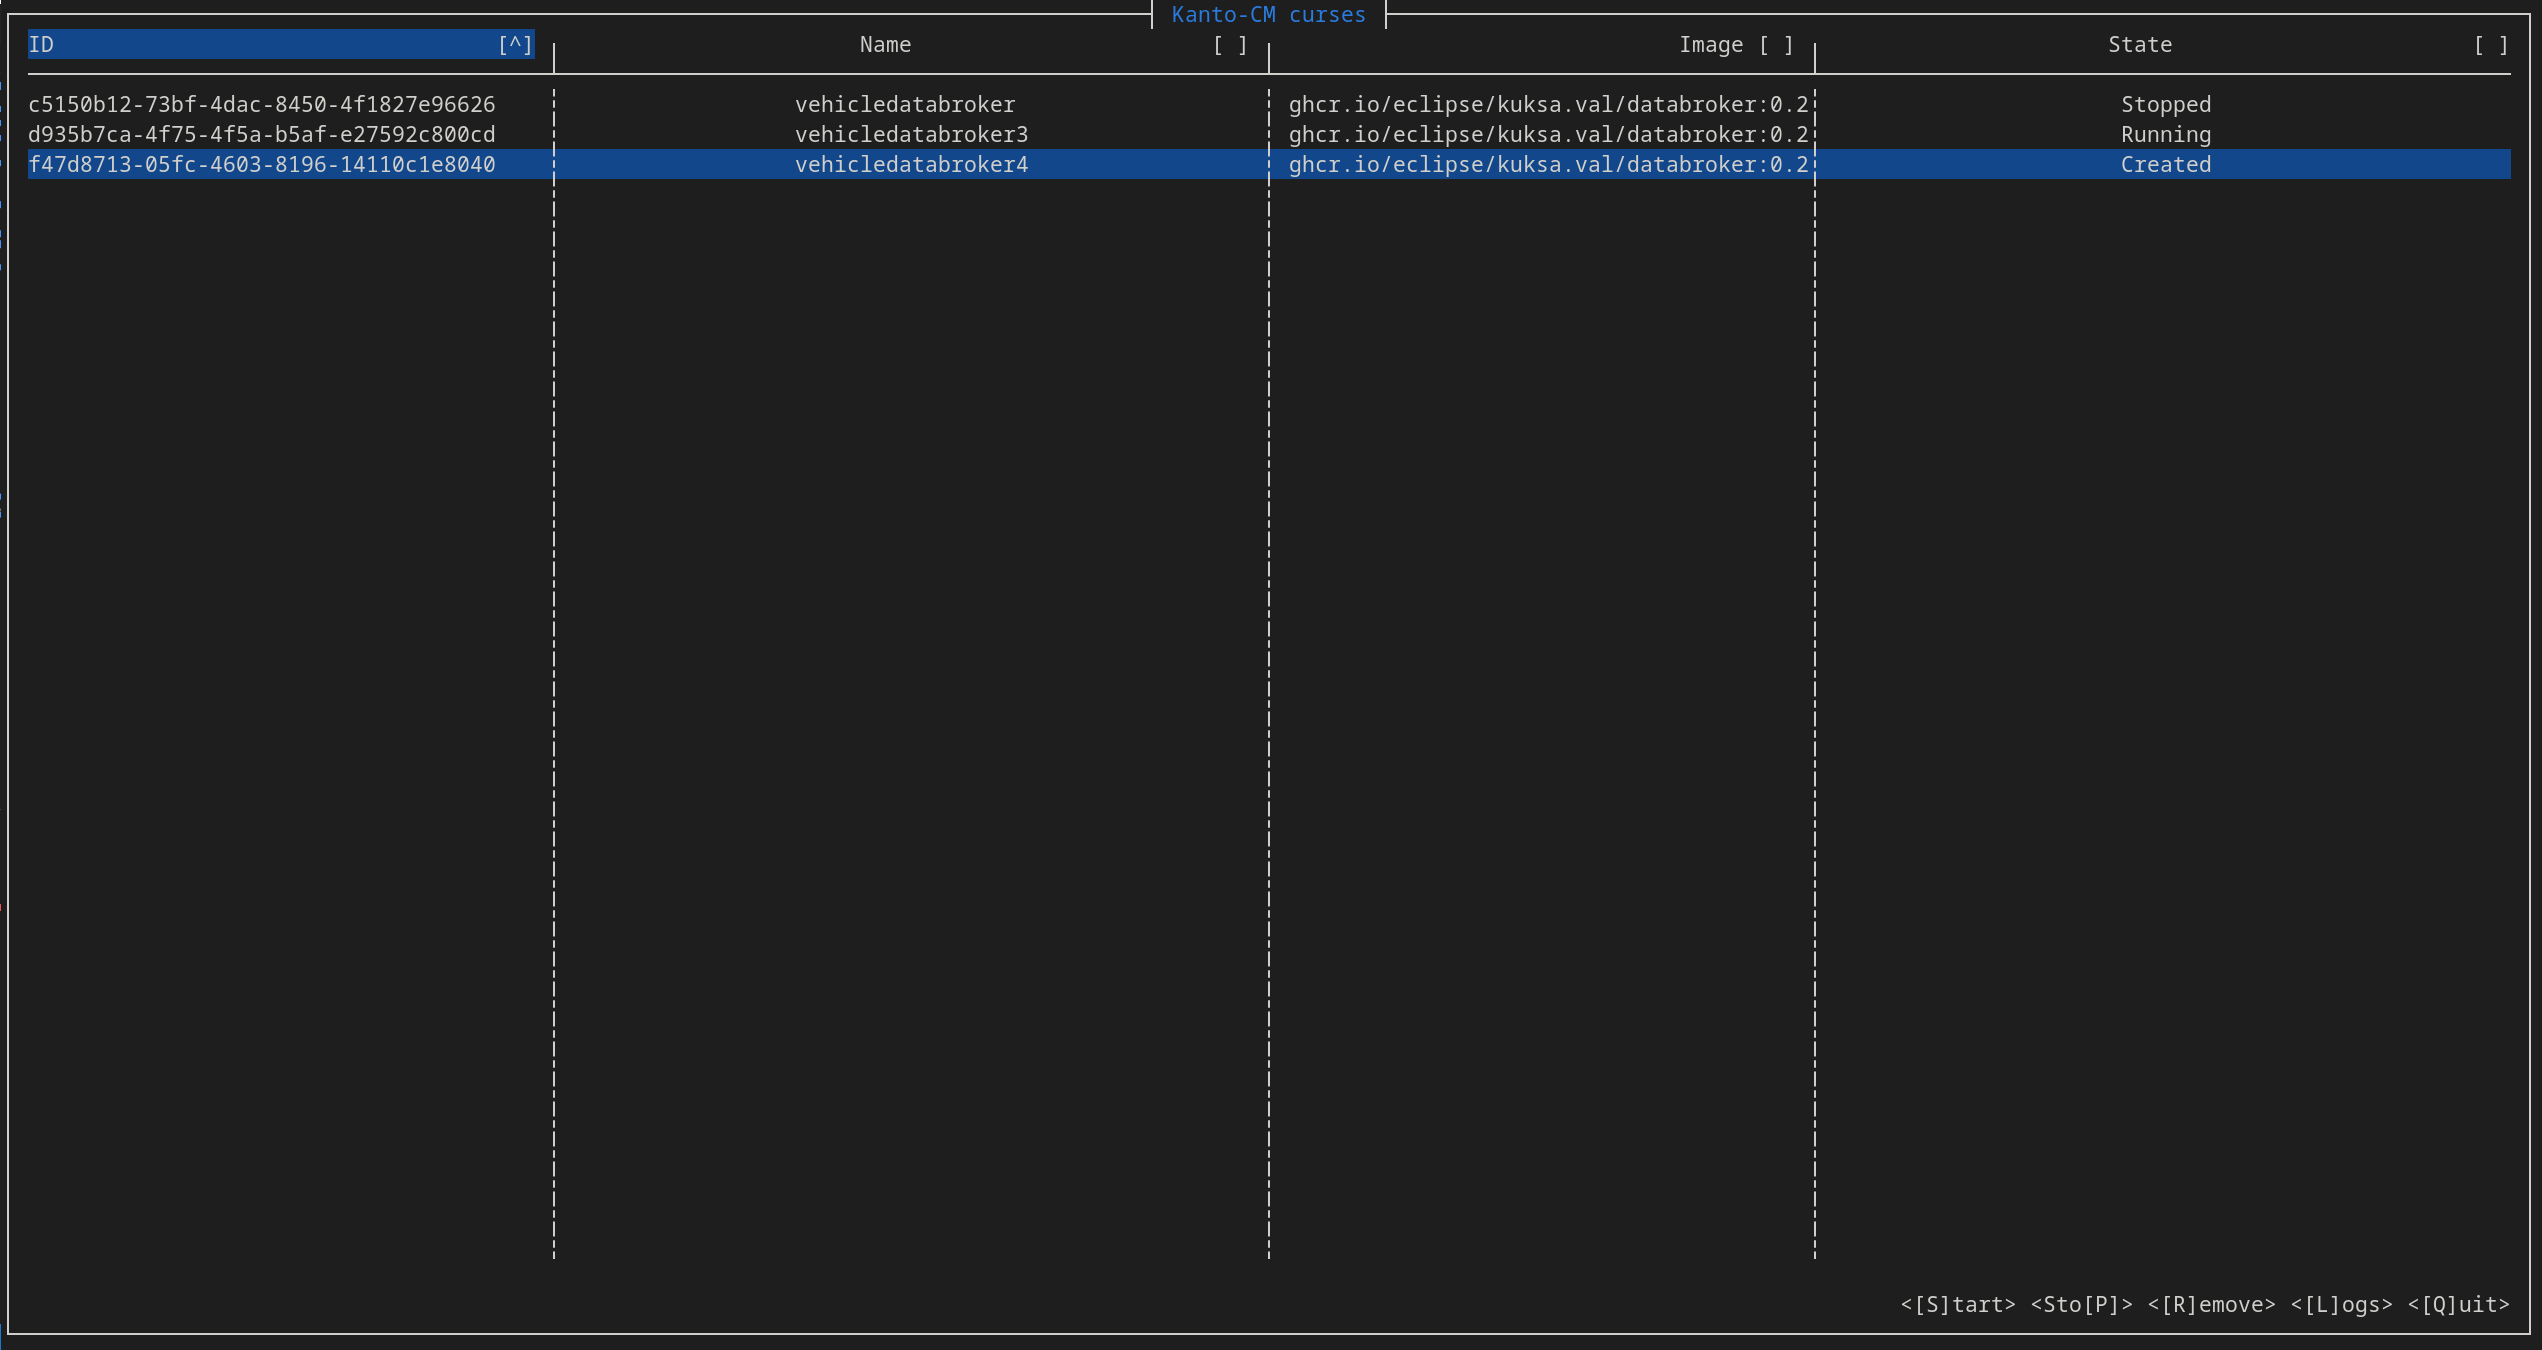 Kanto-CM curses
ID [^] Name [ ] Image [ ] State [ ]
c5150b12-73bf-4dac-8450-4f1827e96626 vehicledatabroker ghcr.io/eclipse/kuksa.val/databroker:0.2 Stopped
d935b7ca-4f75-4f5a-b5af-e27592c800cd vehicledatabroker3 ghcr.io/eclipse/kuksa.val/databroker:0.2 Running
f47d8713-05fc-4603-8196-14110c1e8040 vehicledatabroker4 ghcr.io/eclipse/kuksa.val/databroker:0.2 Created
<[S]tart> <Sto[P]> <[R]emove> <[L]ogs> <[Q]uit>